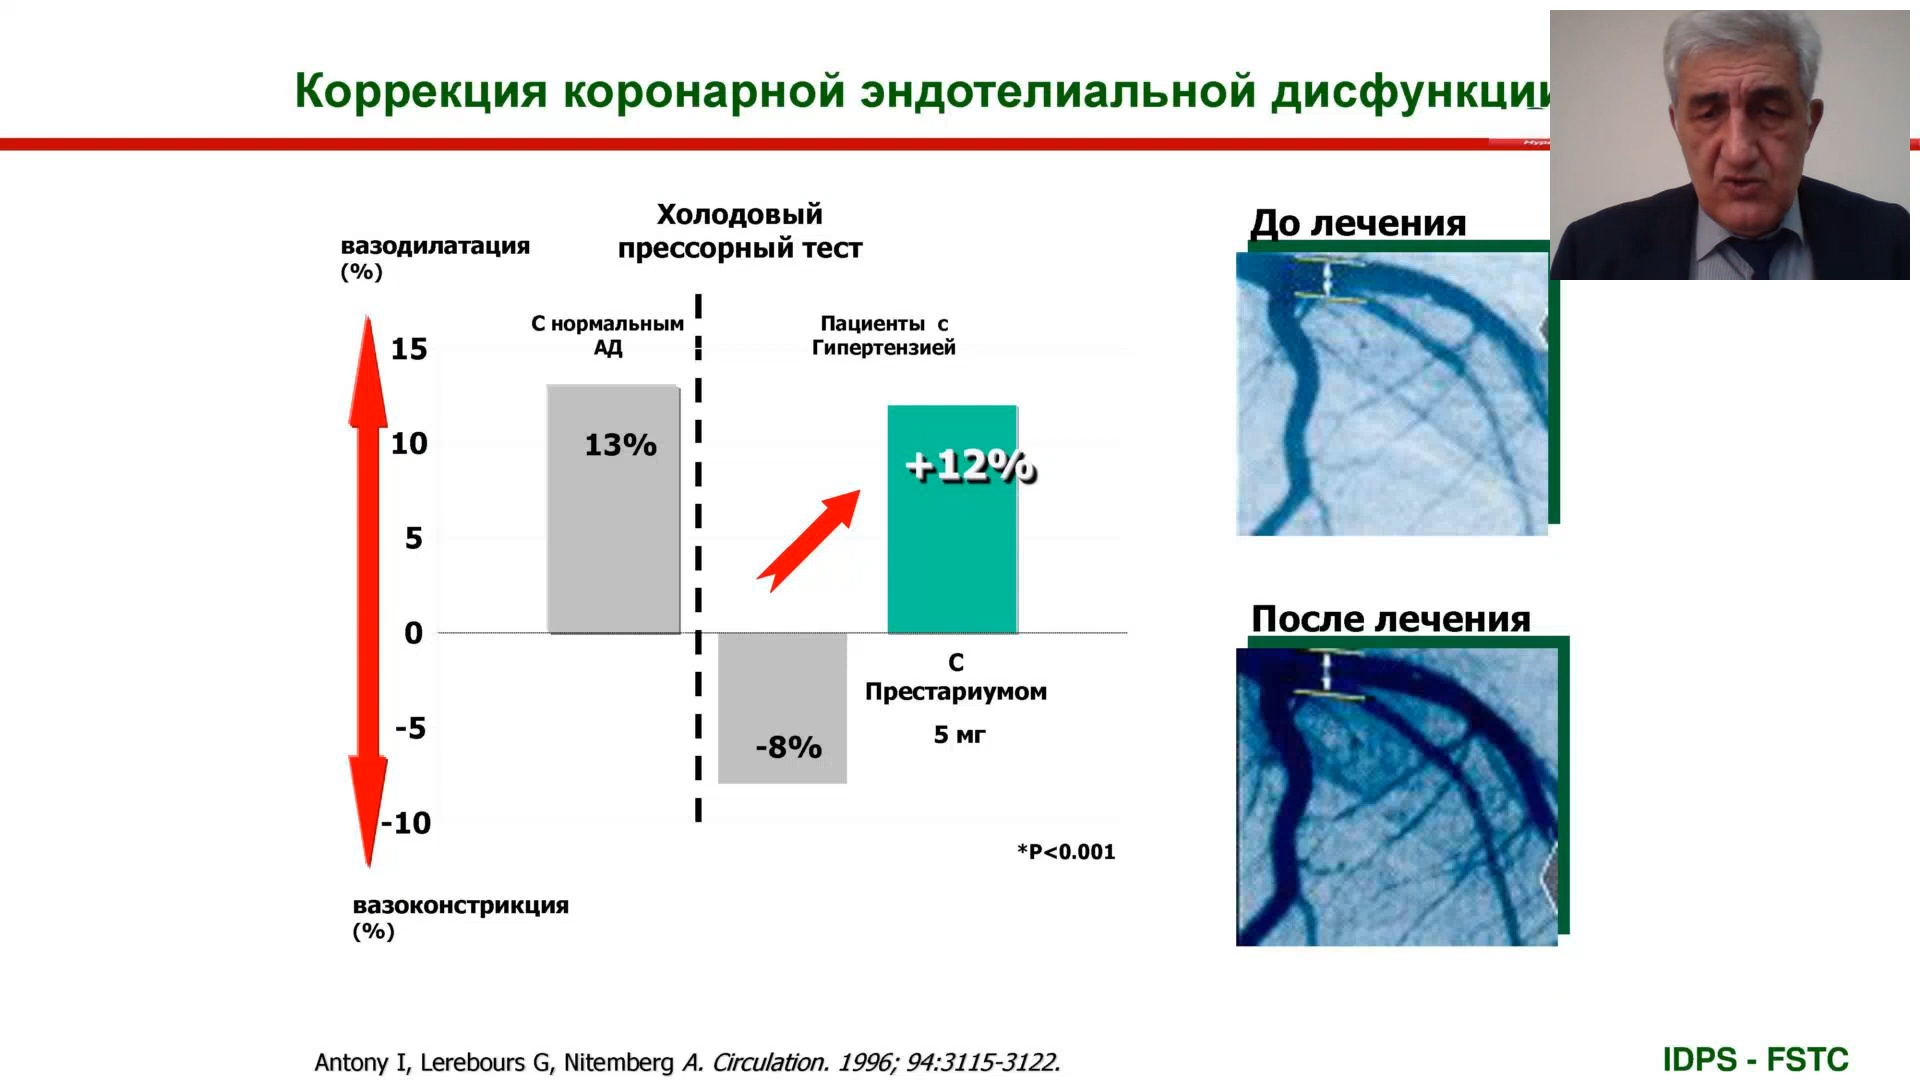 Коррекция коронарной эндотелиальной дисфункции
Холодовый
прессорный тест
вазодилатация
(%)
С нормальным
АД
Пациенты с
Гипертензией
15
10
5
0
-5
-10
13%
+12%
-8%
С
Престариумом
5 мг
*P<0.001
вазоконстрикция
(%)
До лечения
После лечения
Antony I, Lerebours G, Nitemberg A. Circulation. 1996; 94:3115-3122.
IDPS - FSTC